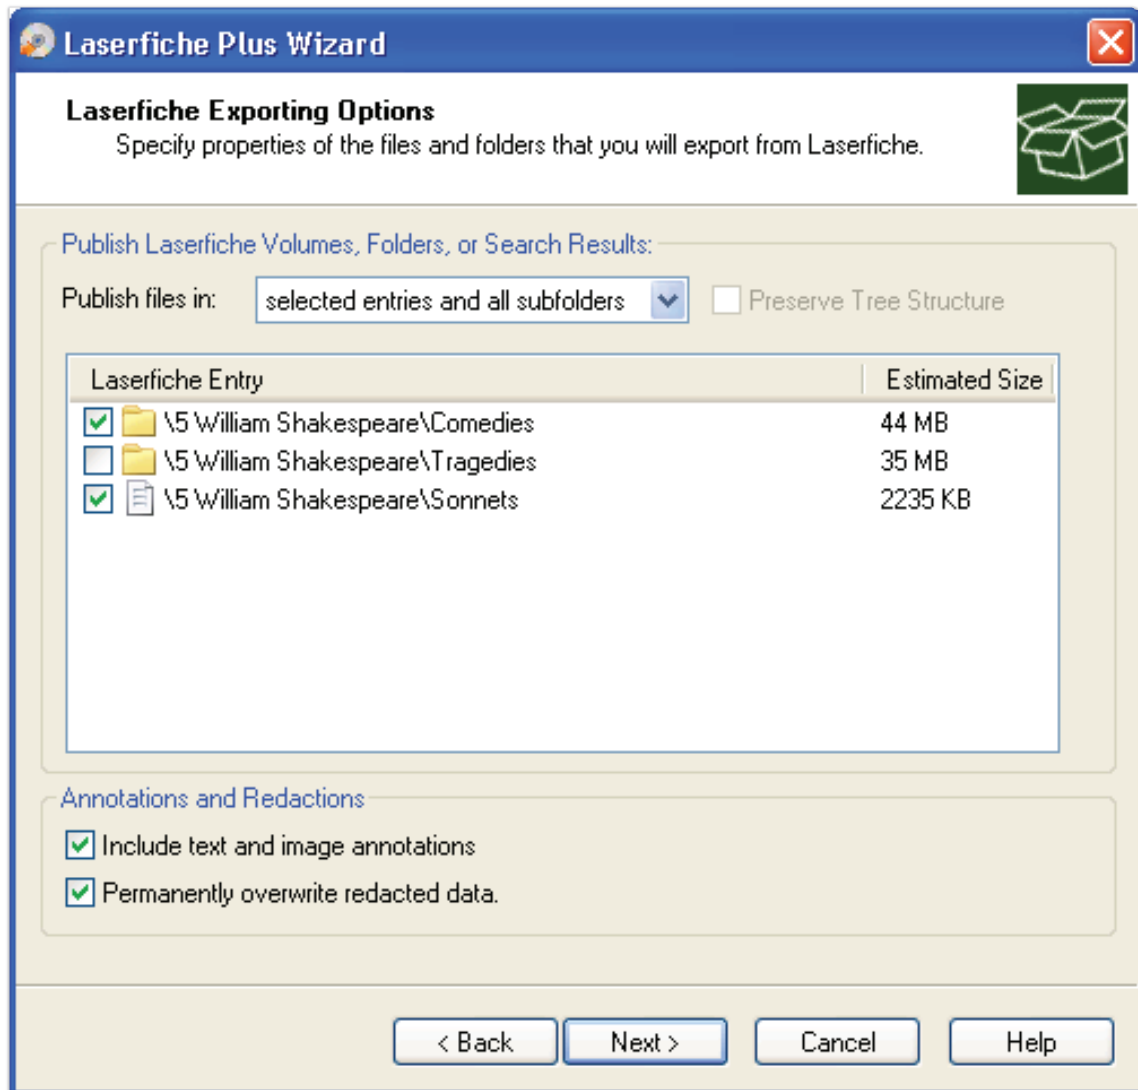 Laserfiche Plus Wizard
Laserfiche Exporting Options
Specify properties of the files and folders that you will export from Laserfiche.
Publish Laserfiche Volumes, Folders, or Search Results:
Publish files in: selected entries and all subfolders Preserve Tree Structure
Laserfiche Entry Estimated Size
\5 William Shakespeare\Comedies 44 MB
\5 William Shakespeare\Tragedies 35 MB
\5 William Shakespeare\Sonnets 2235 KB
Annotations and Redactions
Include text and image annotations
Permanently overwrite redacted data.
< Back Next > Cancel Help